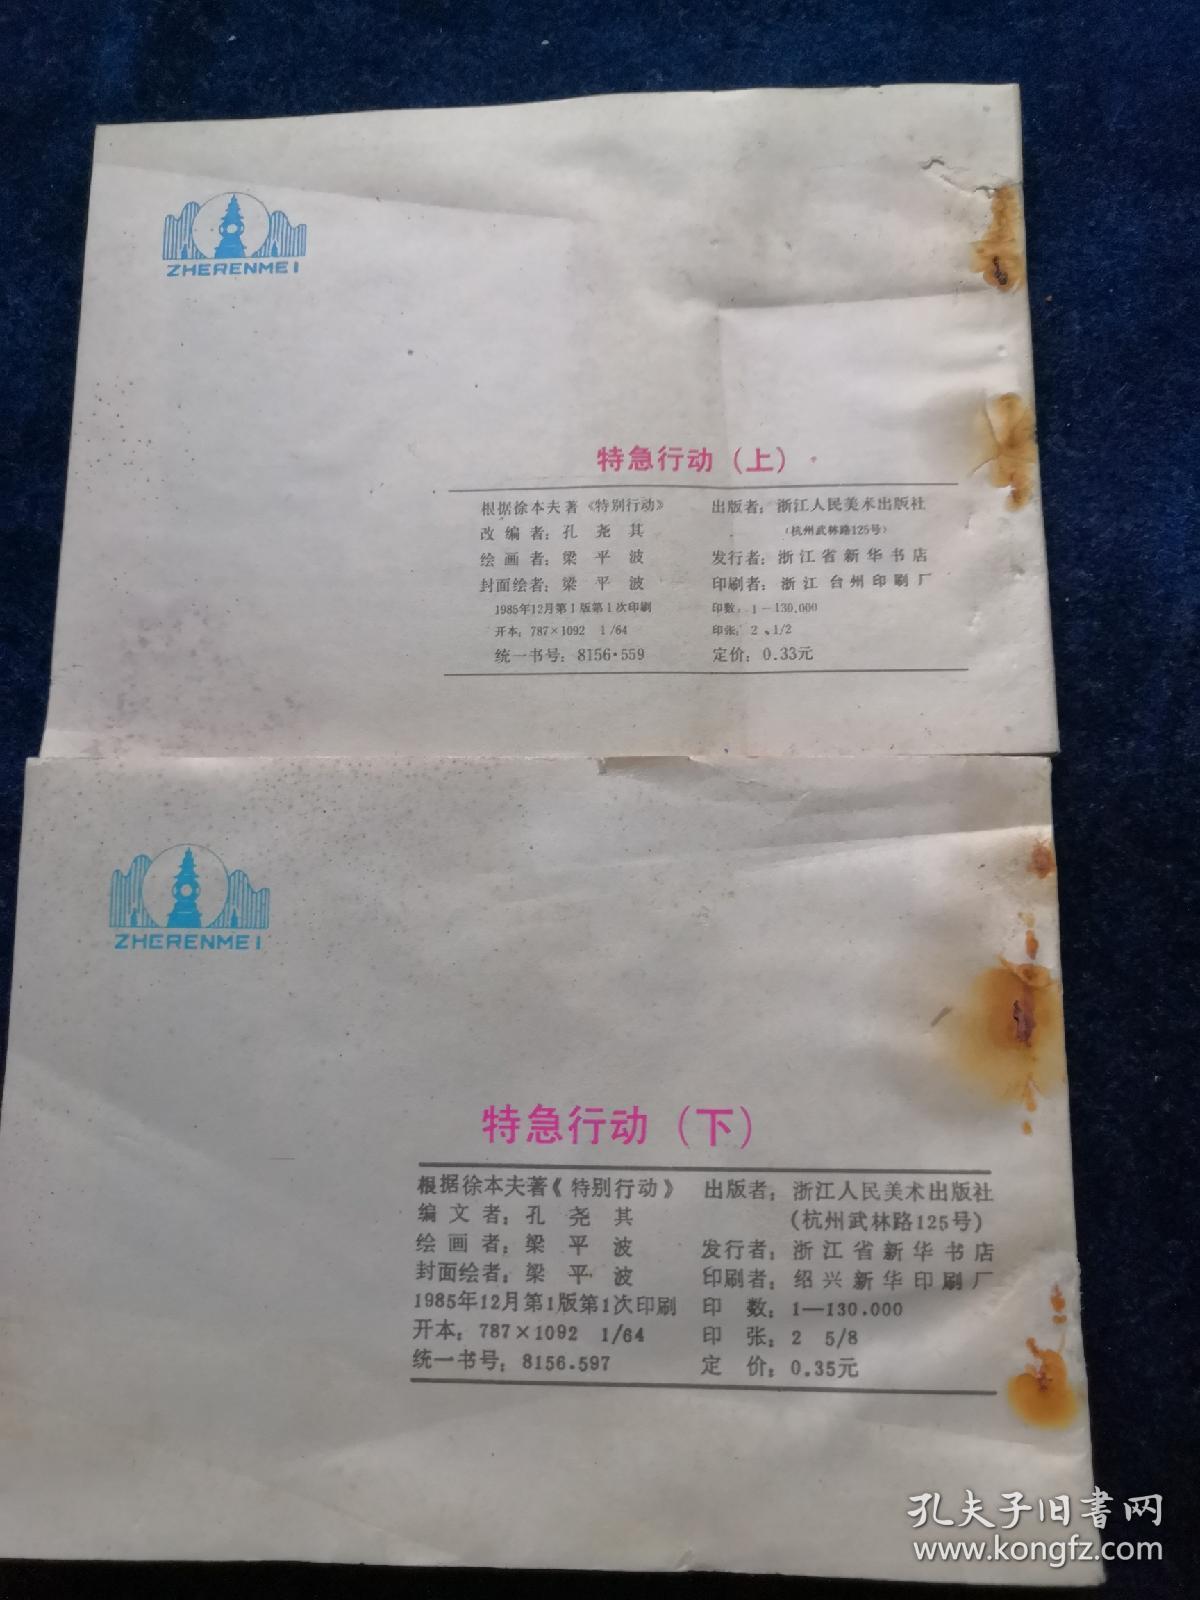 ZHERENMEI
特急行动（上）
根据徐本夫著《特别行动》
改编者：孔尧其
绘画者：梁平波
封面绘者：梁平波
1985年12月第1版第1次印刷
开本：787×1092 1/64
统一书号：8156·559
出版者：浙江人民美术出版社
（杭州武林路125号）
发行者：浙江省新华书店
印刷者：浙江台州印刷厂
印数：1—130.000
印张：2 、1/2
定价：0.33元
ZHERENMEI
特急行动（下）
根据徐本夫著《特别行动》
编文者：孔尧其
绘画者：梁平波
封面绘者：梁平波
1985年12月第1版第1次印刷
开本：787×1092 1/64
统一书号：8156.597
出版者：浙江人民美术出版社
(杭州武林路125号)
发行者：浙江省新华书店
印刷者：绍兴新华印刷厂
印数：1—130.000
印张：2 5/8
定价：0.35元
孔夫子旧書网
www.kongfz.com